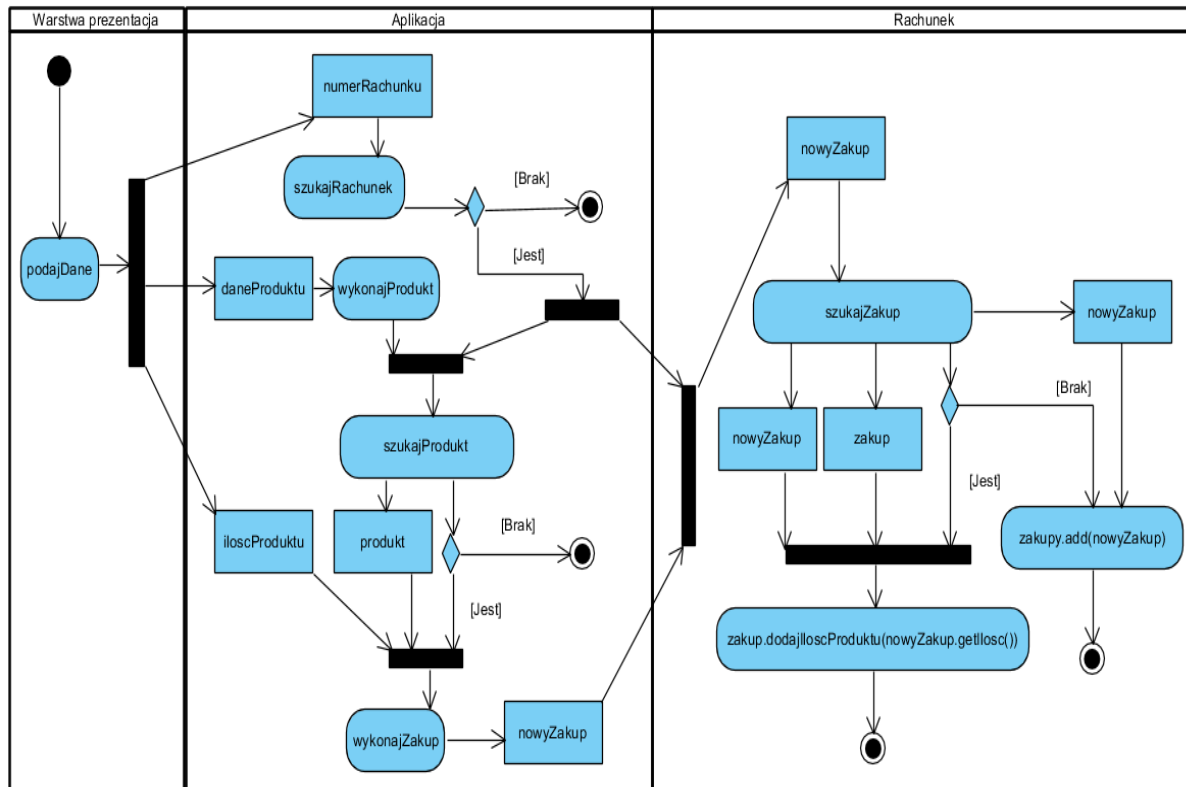 Warstwa prezentacja
Aplikacja
Rachunek
numerRachunku
szukajRachunek
[Brak]
[Jest]
podajDane
daneProduktu
wykonajProdukt
szukajProdukt
iloscProduktu
produkt
[Brak]
[Jest]
wykonajZakup
nowyZakup
nowyZakup
szukajZakup
nowyZakup
[Brak]
nowyZakup
zakup
[Jest]
zakupy.add(nowyZakup)
zakup.dodajIloscProduktu(nowyZakup.getIlosc())